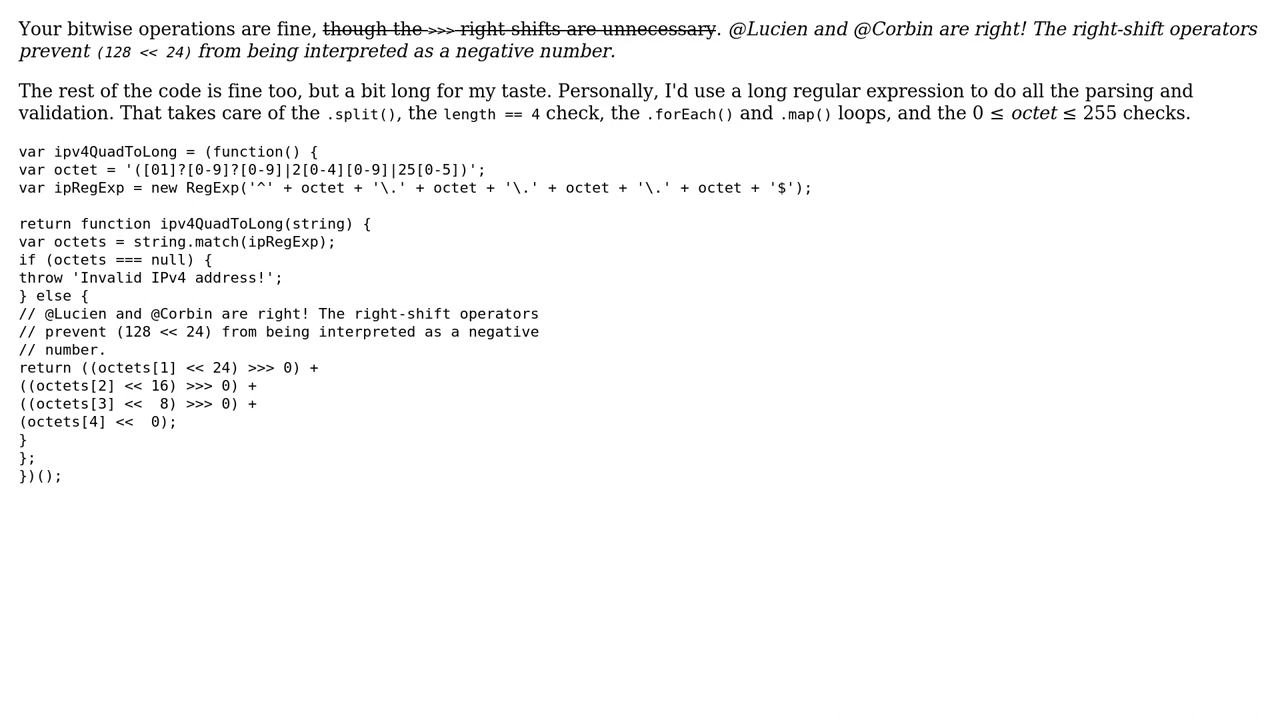 Your bitwise operations are fine, though the >>> right shifts are unnecessary. @Lucien and @Corbin are right! The right-shift operators
prevent (128 << 24) from being interpreted as a negative number.
The rest of the code is fine too, but a bit long for my taste. Personally, I'd use a long regular expression to do all the parsing and
validation. That takes care of the .split(), the length == 4 check, the .forEach() and .map() loops, and the 0 ≤ octet ≤ 255 checks.
var ipv4QuadToLong = (function() {
var octet = '([01]?[0-9]?[0-9]|2[0-4][0-9]|25[0-5])';
var ipRegExp = new RegExp('^' + octet + '\.' + octet + '\.' + octet + '\.' + octet + '$');
return function ipv4QuadToLong(string) {
var octets = string.match(ipRegExp);
if (octets === null) {
throw 'Invalid IPv4 address!';
} else {
// @Lucien and @Corbin are right! The right-shift operators
// prevent (128 << 24) from being interpreted as a negative
// number.
return ((octets[1] << 24) >>> 0) +
((octets[2] << 16) >>> 0) +
((octets[3] <<  8) >>> 0) +
(octets[4] <<  0);
}
};
})();